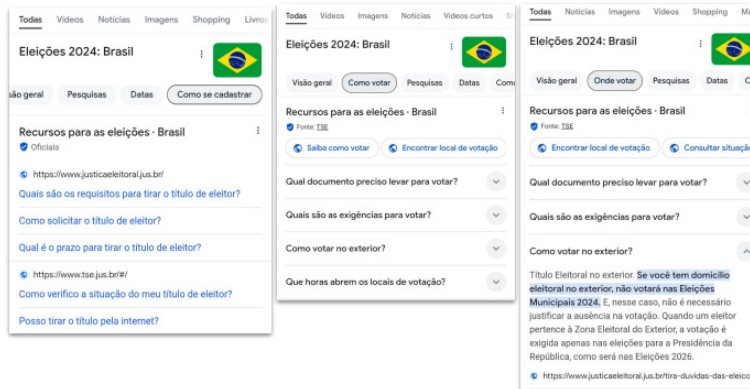 Todas Vídeos Notícias Imagens Shopping Livros
Eleições 2024: Brasil
são geral Pesquisas Datas Como se cadastrar
Recursos para as eleições · Brasil
Oficiais
https://www.justicaeleitoral.jus.br/
Quais são os requisitos para tirar o título de eleitor?
Como solicitar o título de eleitor?
Qual é o prazo para tirar o título de eleitor?
https://www.tse.jus.br/#/
Como verifico a situação do meu título de eleitor?
Posso tirar o título pela internet?
Todas Vídeos Imagens Notícias Vídeos curtos
Eleições 2024: Brasil
Visão geral Como votar Pesquisas Datas Com
Recursos para as eleições · Brasil
Fonte: TSE
Saiba como votar Encontrar local de votação
Qual documento preciso levar para votar?
Quais são as exigências para votar?
Como votar no exterior?
Que horas abrem os locais de votação?
Todas Notícias Imagens Vídeos Shopping
Eleições 2024: Brasil
Visão geral Onde votar Pesquisas Datas C
Recursos para as eleições · Brasil
Fonte: TSE
Encontrar local de votação Consultar situação
Qual documento preciso levar para votar?
Quais são as exigências para votar?
Como votar no exterior?
Título Eleitoral no exterior. Se você tem domicílio
eleitoral no exterior, não votará nas Eleições
Municipais 2024. E, nesse caso, não é necessário
justificar a ausência na votação. Quando um eleitor
pertence à Zona Eleitoral do Exterior, a votação é
exigida apenas nas eleições para a Presidência da
República, como será nas Eleições 2026.
https://www.justicaeleitoral.jus.br/tira-duvidas-das-eleico